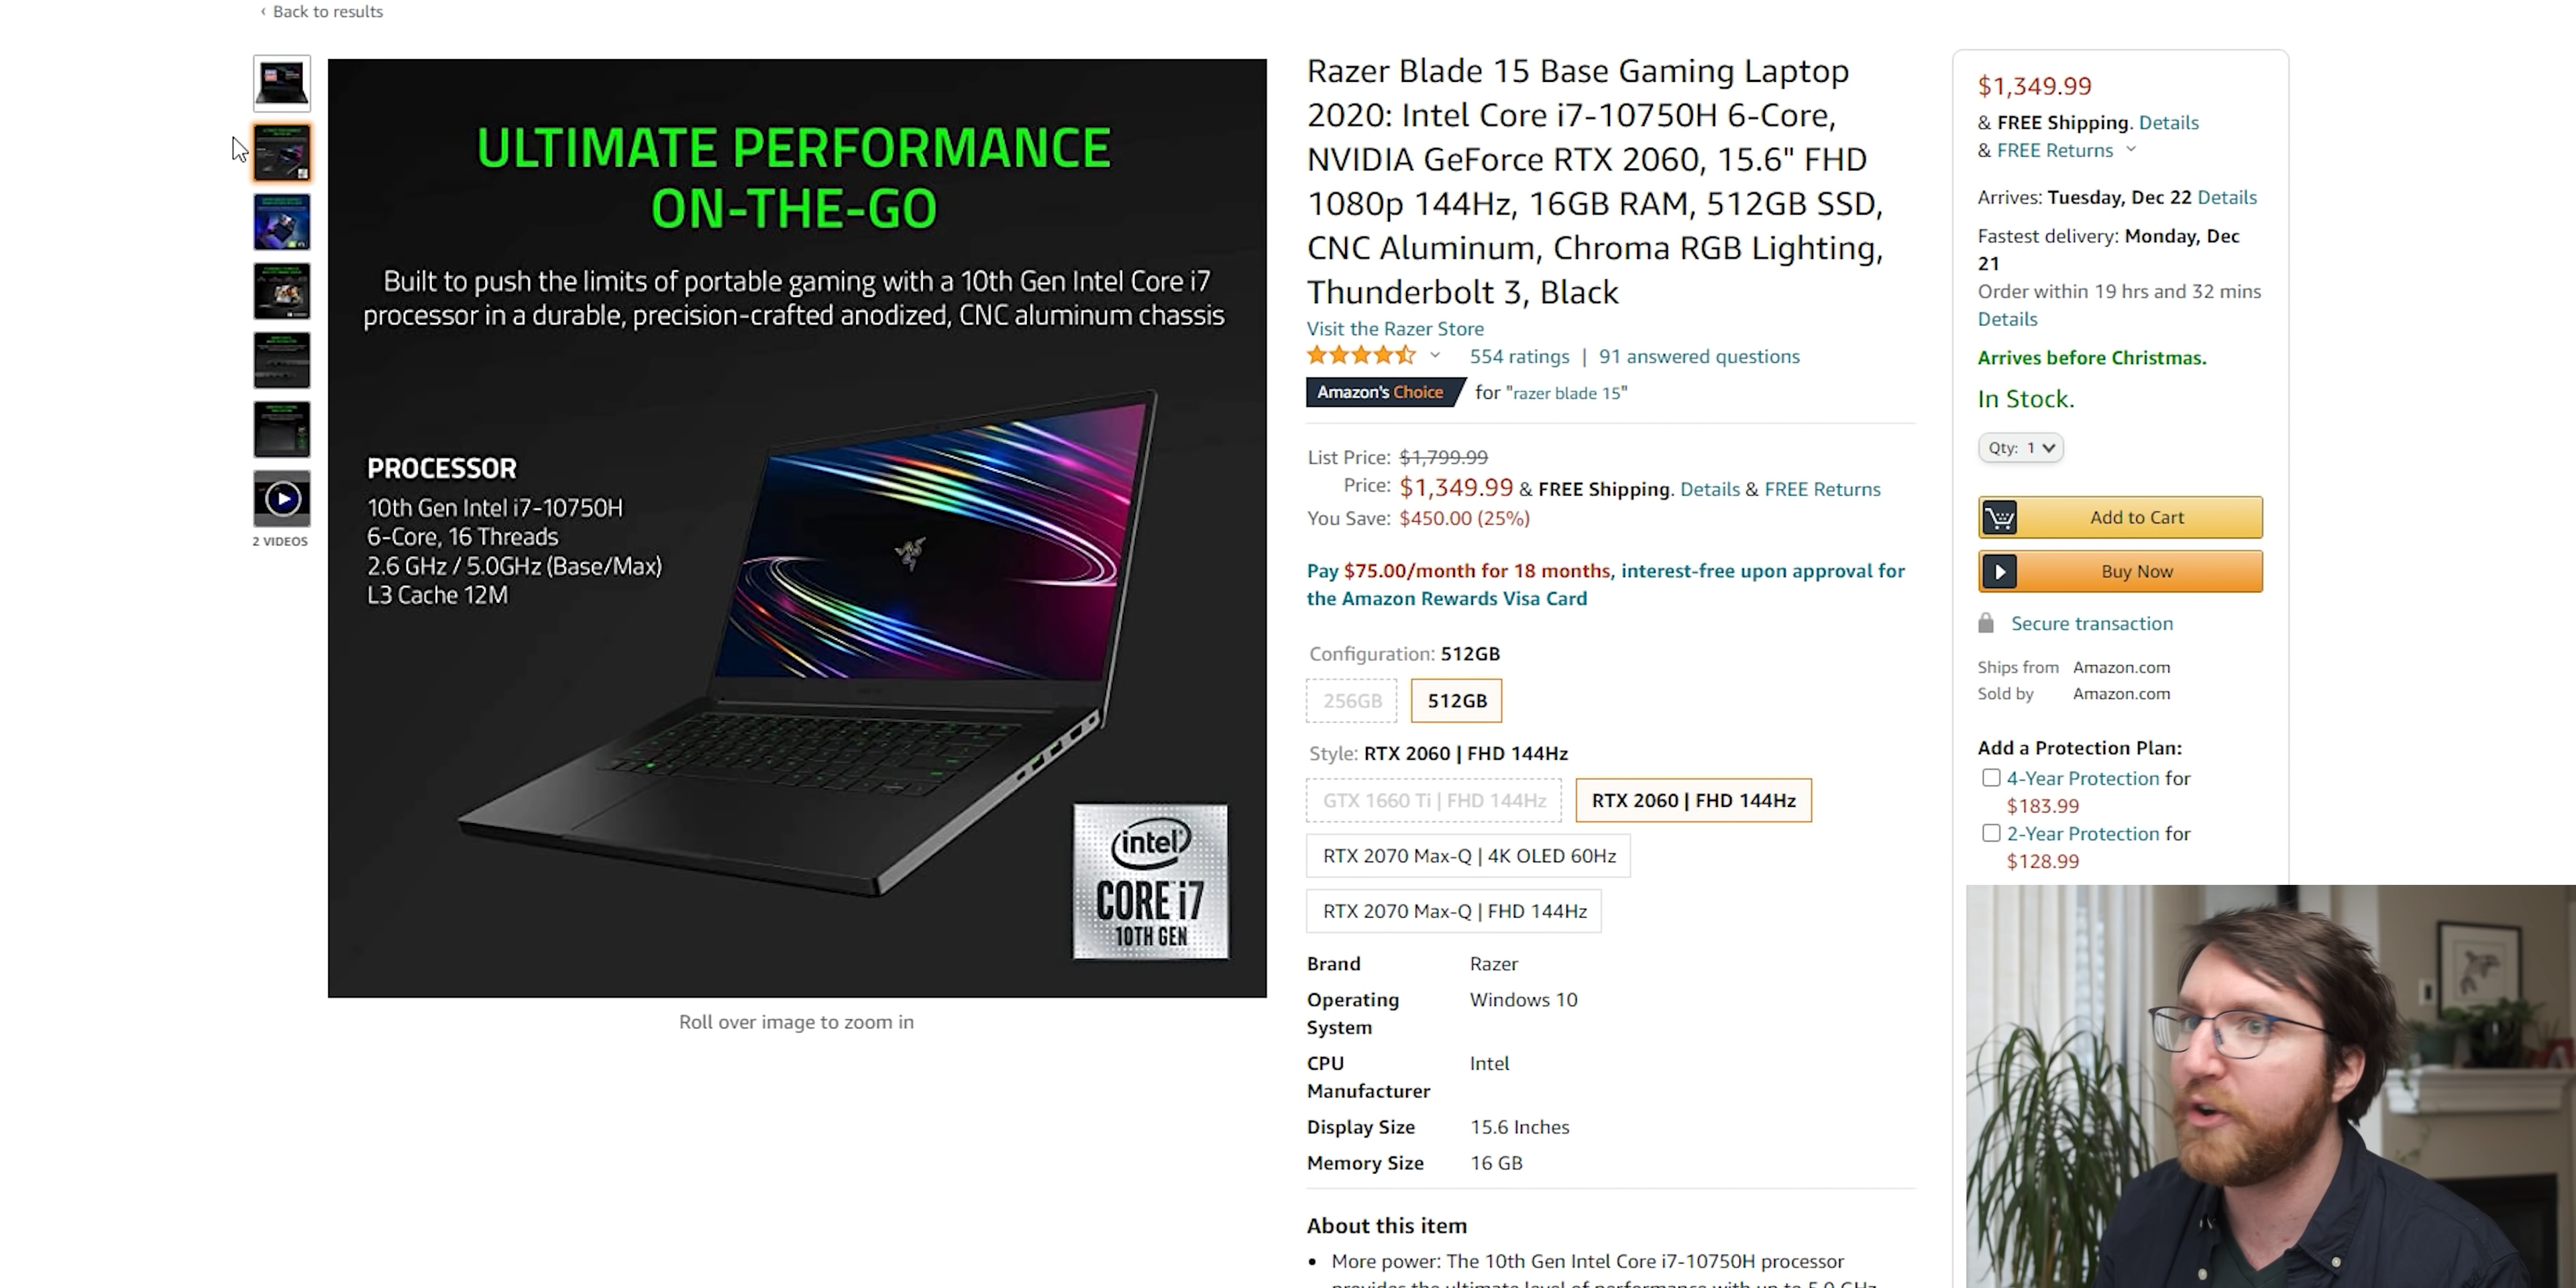 ‹ Back to results
2 VIDEOS
ULTIMATE PERFORMANCE
ON-THE-GO
Built to push the limits of portable gaming with a 10th Gen Intel Core i7
processor in a durable, precision-crafted anodized, CNC aluminum chassis
PROCESSOR
10th Gen Intel i7-10750H
6-Core, 16 Threads
2.6 GHz / 5.0GHz (Base/Max)
L3 Cache 12M
intel
CORE i7
10TH GEN
Roll over image to zoom in
Razer Blade 15 Base Gaming Laptop
2020: Intel Core i7-10750H 6-Core,
NVIDIA GeForce RTX 2060, 15.6" FHD
1080p 144Hz, 16GB RAM, 512GB SSD,
CNC Aluminum, Chroma RGB Lighting,
Thunderbolt 3, Black
Visit the Razer Store
554 ratings | 91 answered questions
Amazon's Choice for "razer blade 15"
List Price: $1,799.99
Price: $1,349.99 & FREE Shipping. Details & FREE Returns
You Save: $450.00 (25%)
Pay $75.00/month for 18 months, interest-free upon approval for
the Amazon Rewards Visa Card
Configuration: 512GB
256GB 512GB
Style: RTX 2060 | FHD 144Hz
GTX 1660 Ti | FHD 144Hz RTX 2060 | FHD 144Hz
RTX 2070 Max-Q | 4K OLED 60Hz
RTX 2070 Max-Q | FHD 144Hz
Brand Razer
Operating Windows 10
System
CPU Intel
Manufacturer
Display Size 15.6 Inches
Memory Size 16 GB
About this item
• More power: The 10th Gen Intel Core i7-10750H processor
provides the ultimate level of performance with up to 5.0 GHz
$1,349.99
& FREE Shipping. Details
& FREE Returns
Arrives: Tuesday, Dec 22 Details
Fastest delivery: Monday, Dec
21
Order within 19 hrs and 32 mins
Details
Arrives before Christmas.
In Stock.
Qty: 1
Add to Cart
Buy Now
Secure transaction
Ships from Amazon.com
Sold by Amazon.com
Add a Protection Plan:
4-Year Protection for
$183.99
2-Year Protection for
$128.99